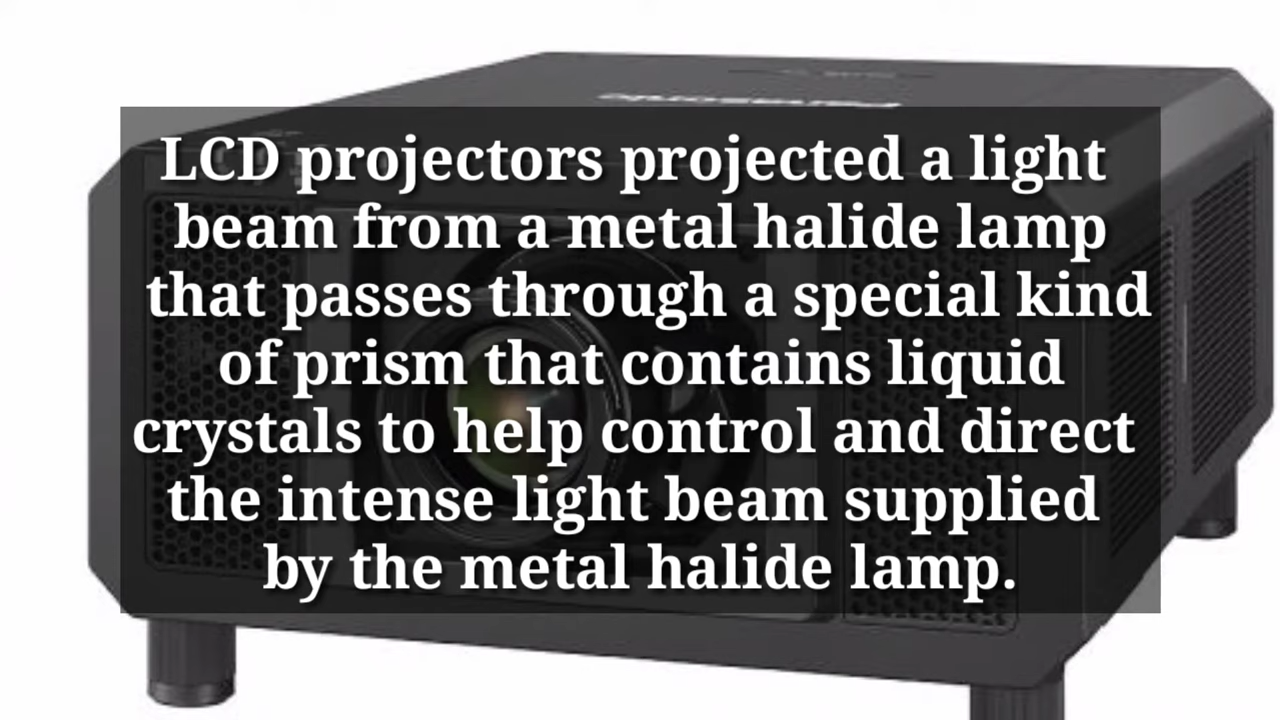 Panasonic
LCD projectors projected a light
beam from a metal halide lamp
that passes through a special kind
of prism that contains liquid
crystals to help control and direct
the intense light beam supplied
by the metal halide lamp.